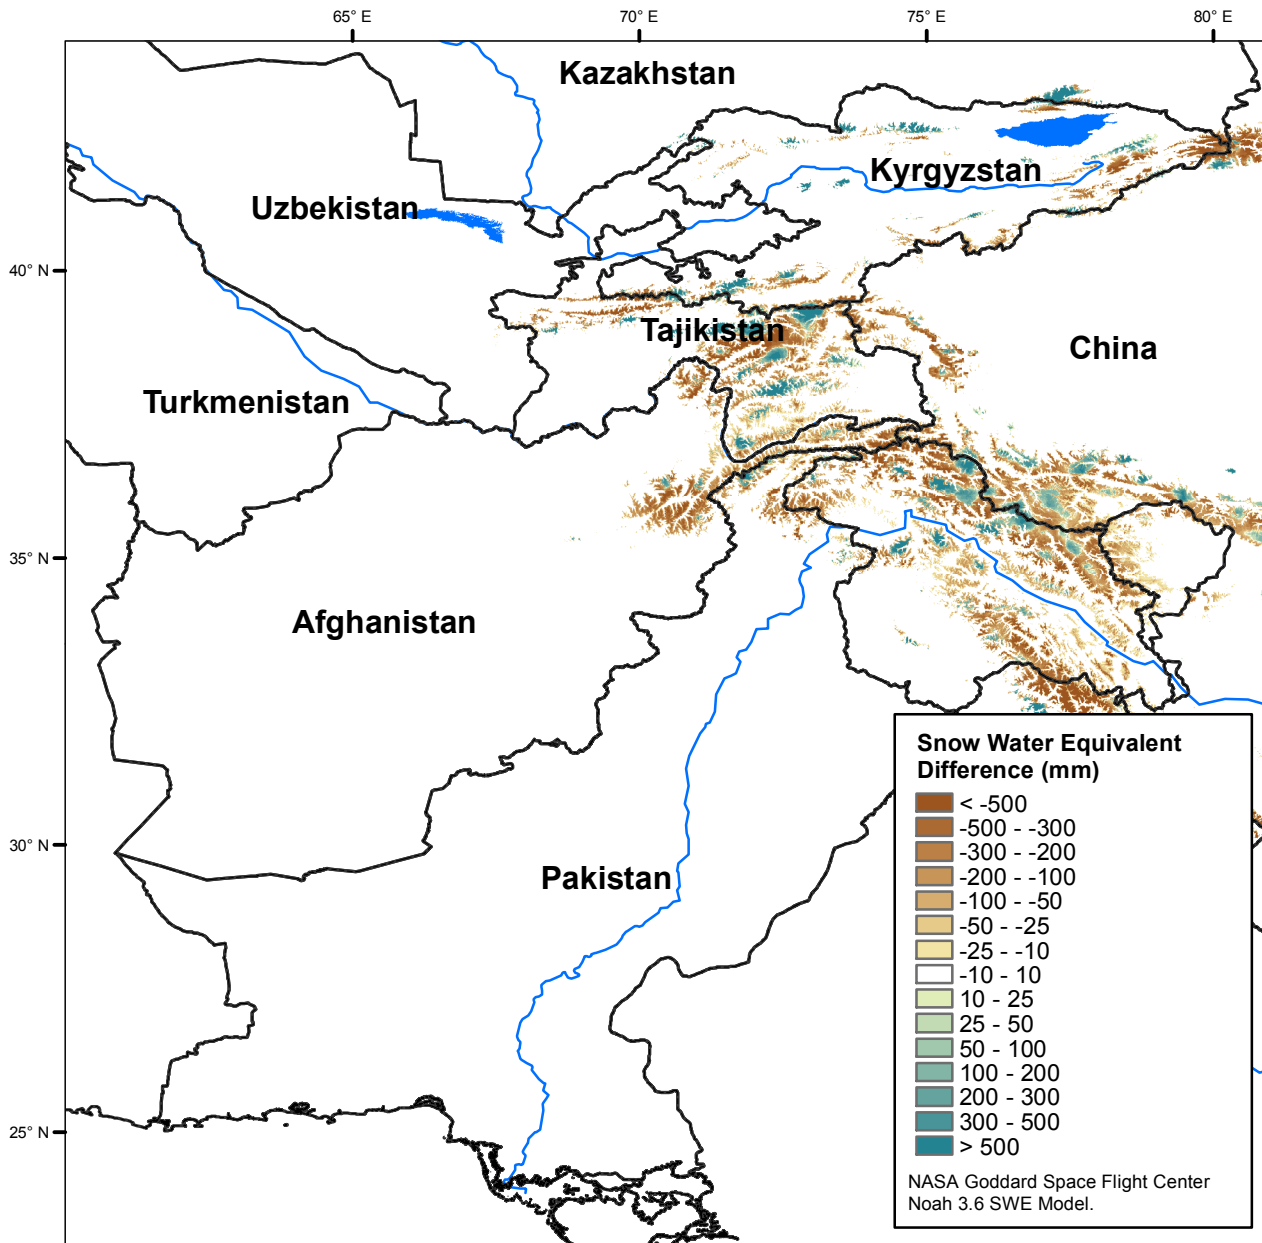 65° E
70° E
75° E
80° E
Kazakhstan
Kyrgyzstan
Uzbekistan
40° N
Tajikistan
China
Turkmenistan
35° N
Afghanistan
Snow Water Equivalent
Difference (mm)
< -500
-500 - -300
-300 - -200
-200 - -100
-100 - -50
-50 - -25
-25 - -10
-10 - 10
10 - 25
25 - 50
50 - 100
100 - 200
200 - 300
300 - 500
> 500
30° N
Pakistan
25° N
NASA Goddard Space Flight Center
Noah 3.6 SWE Model.